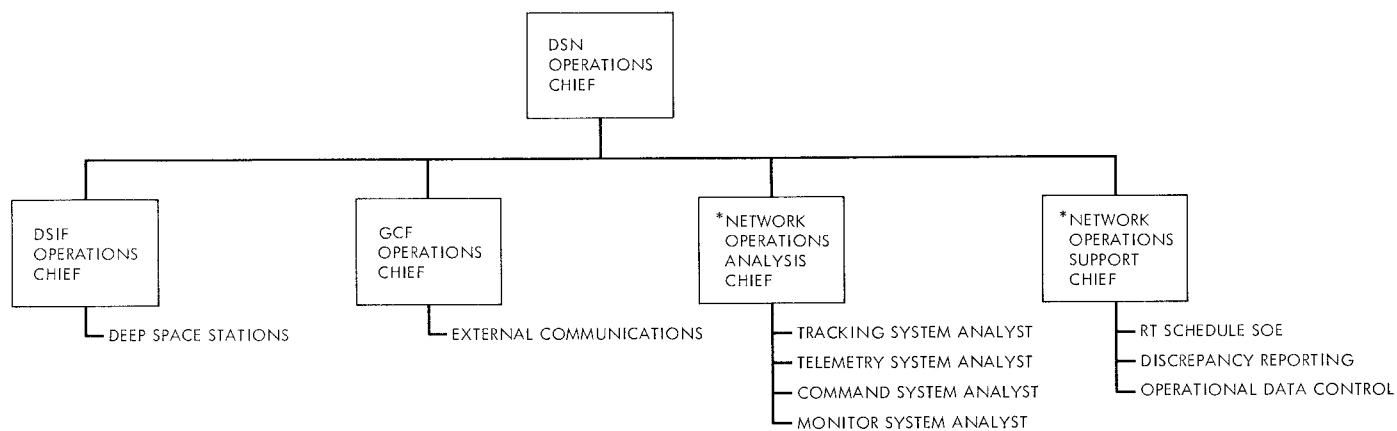 DSN
OPERATIONS
CHIEF
DSIF
OPERATIONS
CHIEF
DEEP SPACE STATIONS
GCF
OPERATIONS
CHIEF
EXTERNAL COMMUNICATIONS
*NETWORK
OPERATIONS
ANALYSIS
CHIEF
TRACKING SYSTEM ANALYST
TELEMETRY SYSTEM ANALYST
COMMAND SYSTEM ANALYST
MONITOR SYSTEM ANALYST
*NETWORK
OPERATIONS
SUPPORT
CHIEF
RT SCHEDULE SOE
DISCREPANCY REPORTING
OPERATIONAL DATA CONTROL